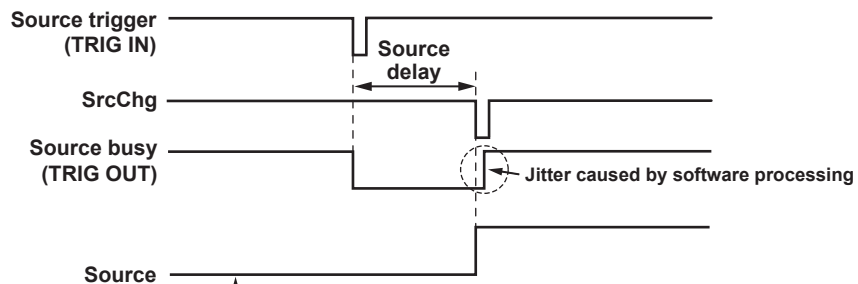 Source trigger
(TRIG IN)
Source
delay
SrcChg
Source busy
(TRIG OUT)
Jitter caused by software processing
Source